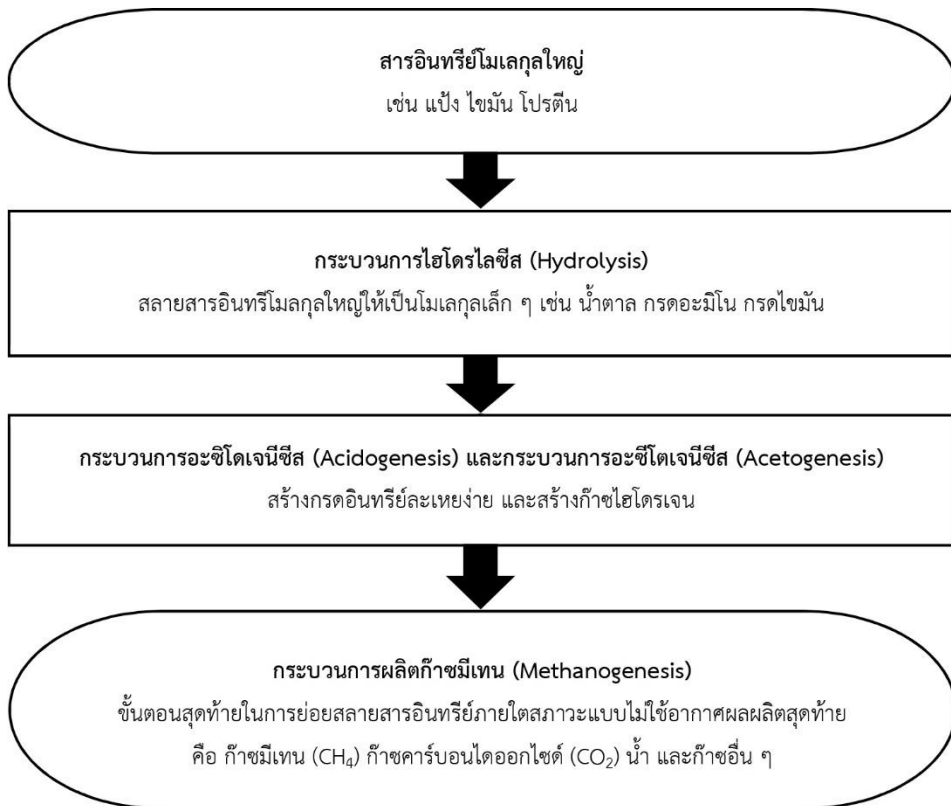 สารอินทรีย์โมเลกุลใหญ่
เช่น แป้ง ไขมัน โปรตีน
กระบวนการไฮโดรไลซีส (Hydrolysis)
สลายสารอินทรีโมลกุลใหญ่ให้เป็นโมเลกุลเล็ก ๆ เช่น น้ำตาล กรดอะมิโน กรดไขมัน
กระบวนการอะซิโดเจนีซีส (Acidogenesis) และกระบวนการอะซีโตเจนีซีส (Acetogenesis)
สร้างกรดอินทรีย์ละเหยง่าย และสร้างก๊าซไฮโดรเจน
กระบวนการผลิตก๊าซมีเทน (Methanogenesis)
ขั้นตอนสุดท้ายในการย่อยสลายสารอินทรีย์ภายใตสภาวะแบบไม่ใช้อากาศผลผลิตสุดท้าย
คือ ก๊าซมีเทน (CH₄) ก๊าซคาร์บอนไดออกไซด์ (CO₂) น้ำ และก๊าซอื่น ๆ